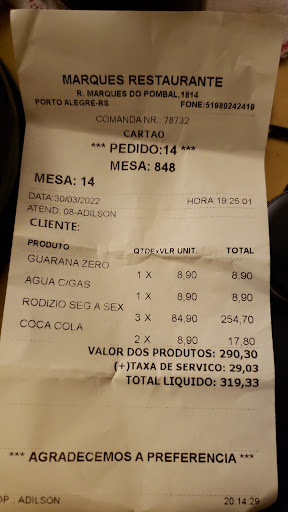 MARQUES RESTAURANTE
R. MARQUES DO POMBAL,1814
PORTO ALEGRE-RS FONE:51980242419
COMANDA NR. 78732
CARTAO
*** PEDIDO:14 ***
MESA: 848
MESA: 14
DATA:30/03/2022 HORA:19:25:01
ATEND: 08-ADILSON
CLIENTE:
PRODUTO QTDExVLR UNIT. TOTAL
GUARANA ZERO
1 X 8,90 8,90
AGUA C/GAS
1 X 8,90 8,90
RODIZIO SEG A SEX
3 X 84,90 254,70
COCA COLA
2 X 8,90 17,80
VALOR DOS PRODUTOS: 290,30
(+)TAXA DE SERVICO: 29,03
TOTAL LIQUIDO: 319,33
*** AGRADECEMOS A PREFERENCIA ***
OP.: ADILSON 20:14:29